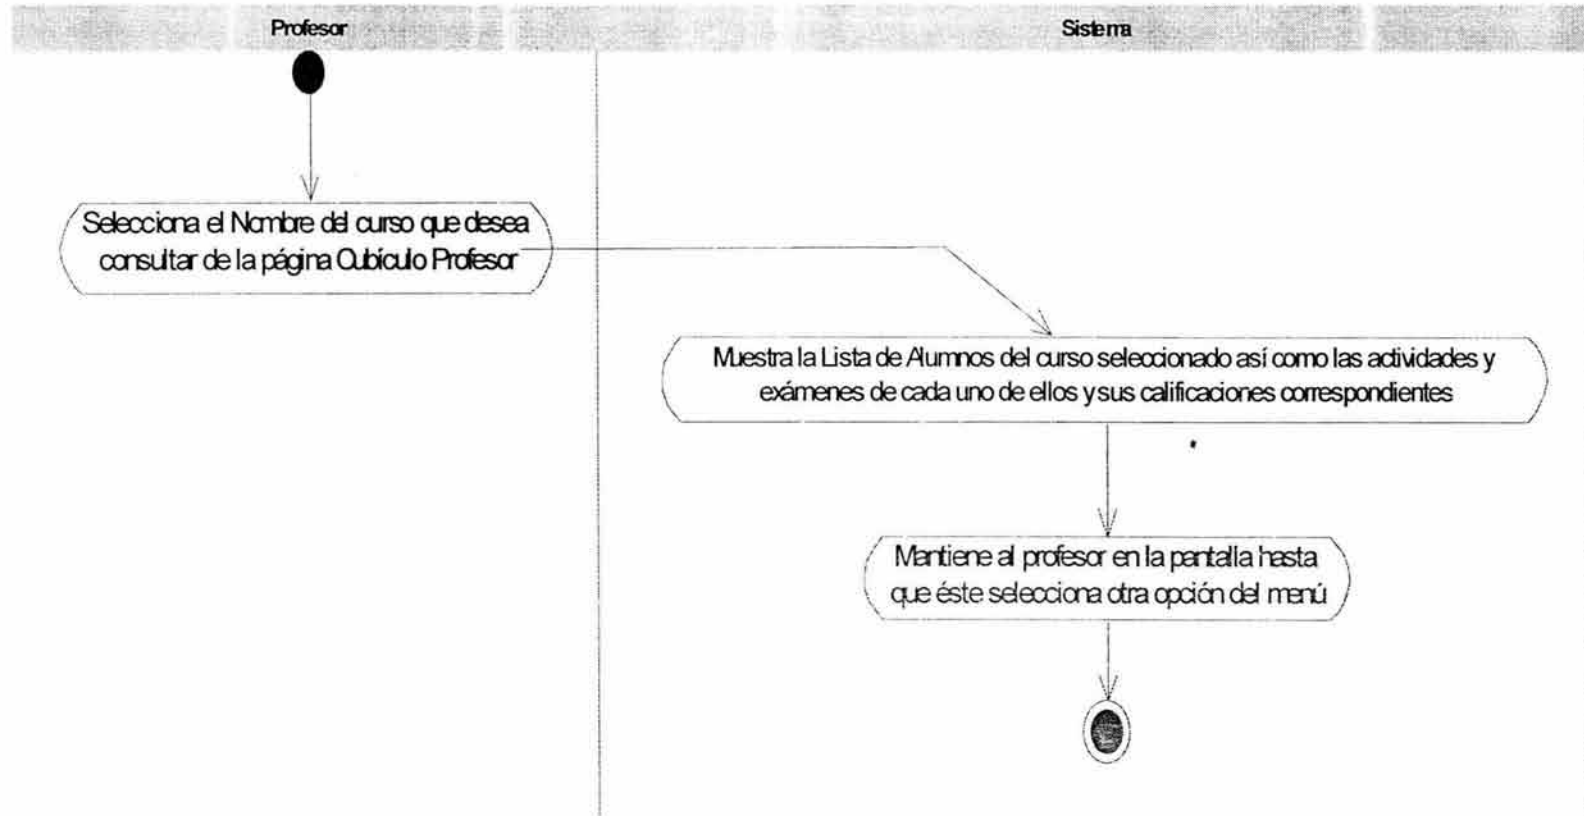 Profesor
Sistema
Selecciona el Nombre del curso que desea
consultar de la página Cubículo Profesor
Muestra la Lista de Alumnos del curso seleccionado así como las actividades y
exámenes de cada uno de ellos y sus calificaciones correspondientes
Mantiene al profesor en la pantalla hasta
que éste selecciona otra opción del menú